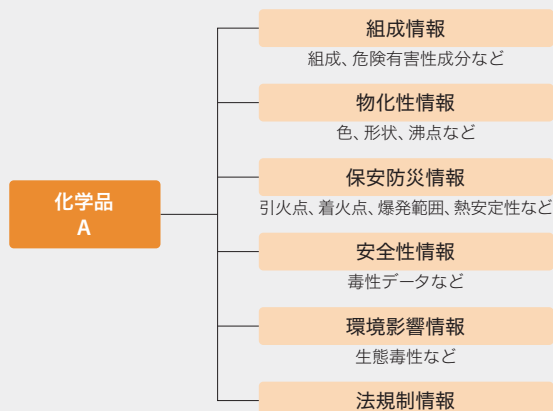 組成情報
組成、危険有害性成分など
物化性情報
色、形状、沸点など
保安防災情報
引火点、着火点、爆発範囲、熱安定性など
化学品
A
安全性情報
毒性データなど
環境影響情報
生態毒性など
法規制情報